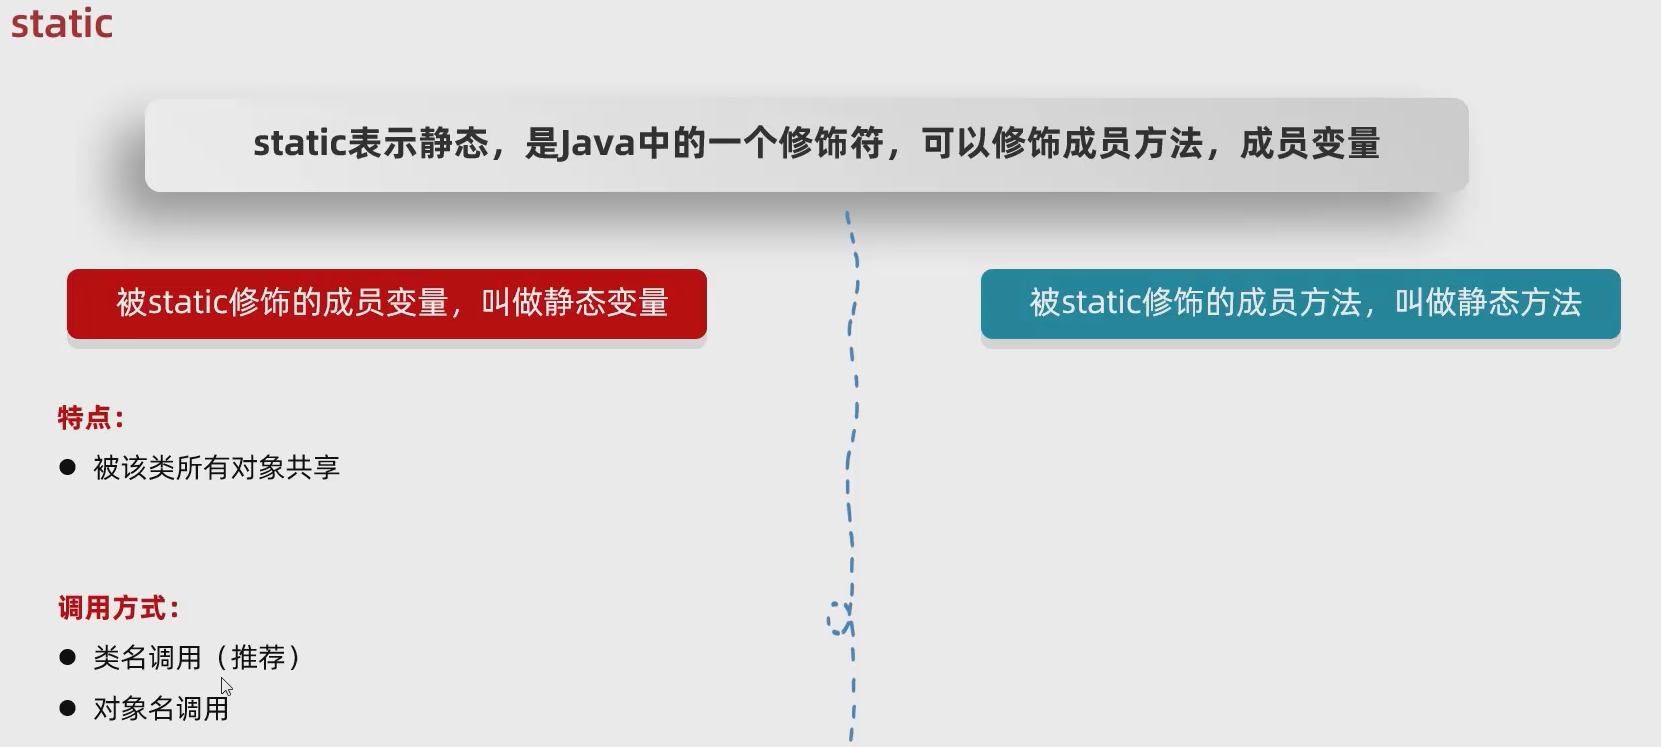 static
static表示静态，是Java中的一个修饰符，可以修饰成员方法，成员变量
被static修饰的成员变量，叫做静态变量
被static修饰的成员方法，叫做静态方法
特点：
● 被该类所有对象共享
调用方式：
● 类名调用（推荐）
● 对象名调用